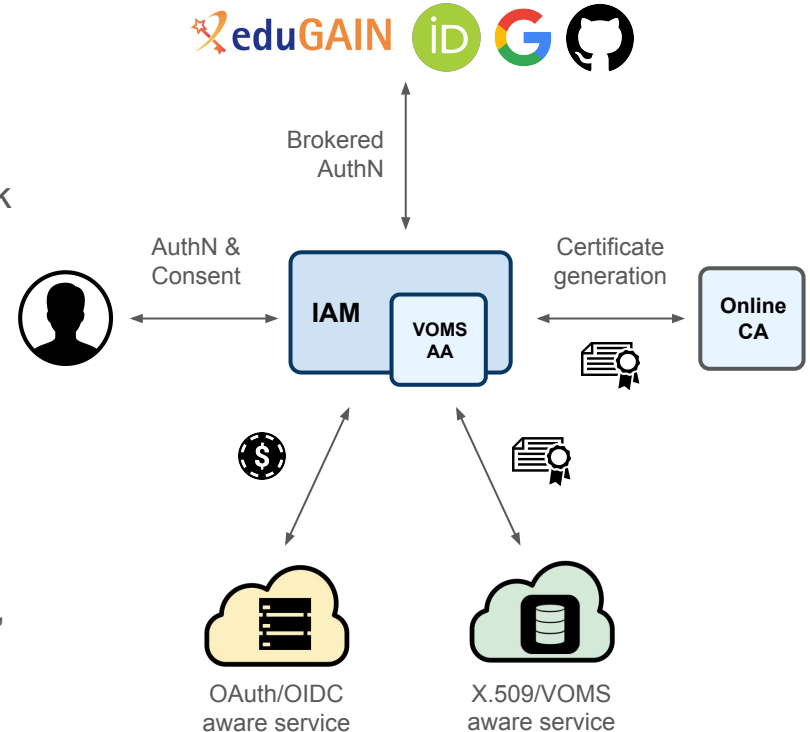 eduGAIN iD G
Brokered
AuthN
k
AuthN &
Consent
Certificate
generation
IAM
VOMS
AA
Online
CA
$
OAuth/OIDC
aware service
X.509/VOMS
aware service
,